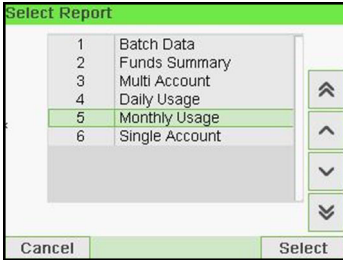 Select Report
1 Batch Data
2 Funds Summary
3 Multi Account
4 Daily Usage
5 Monthly Usage
6 Single Account
Cancel Select